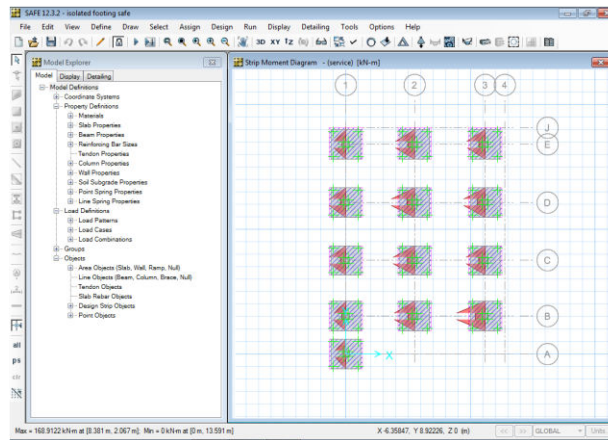 SAFE 12.3.2 - isolated footing safe
File Edit View Define Draw Select Assign Design Run Display Detailing Tools Options Help
3D XY
Model Explorer
Model Display Detailing
Model Definitions
Coordinate Systems
Property Definitions
Materials
Slab Properties
Beam Properties
Reinforcing Bar Sizes
Tendon Properties
Column Properties
Wall Properties
Soil Subgrade Properties
Point Spring Properties
Line Spring Properties
Load Definitions
Load Patterns
Load Cases
Load Combinations
Groups
Objects
Area Objects (Slab, Wall, Ramp, Null)
Line Objects (Beam, Column, Brace, Null)
Tendon Objects
Slab Rebar Objects
Design Strip Objects
Point Objects
all
ps
Strip Moment Diagram - (service) [kN-m]
1 2 3 4
J
E
D
C
B
A
X
Max = 168.9122 kN-m at [8.381 m, 2.067 m]; Min = 0 kN-m at [0 m, 13.591 m]
X -6.35847, Y 8.92226, Z 0 (m)
<< >> GLOBAL Units...